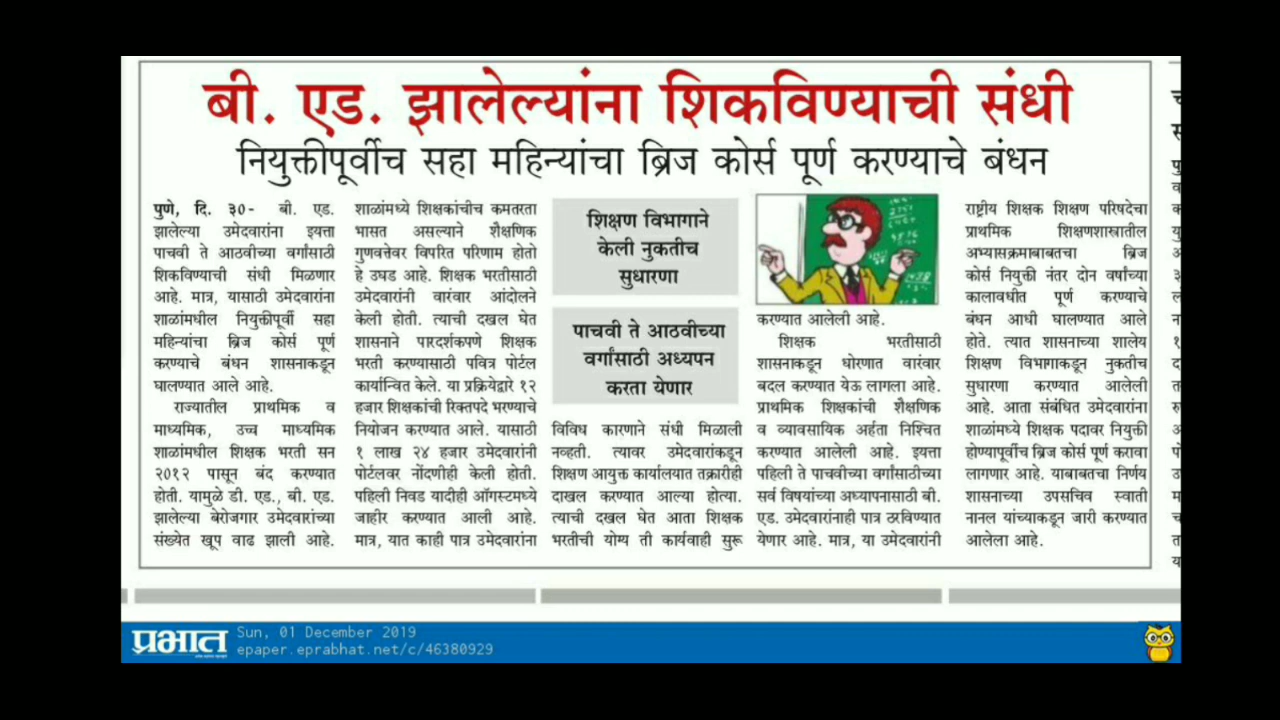 बी. एड. झालेल्यांना शिकविण्याची संधी
नियुक्तीपूर्वीच सहा महिन्यांचा ब्रिज कोर्स पूर्ण करण्याचे बंधन
पुणे, दि. ३०- बी. एड.
झालेल्या उमेदवारांना इयत्ता
पाचवी ते आठवीच्या वर्गांसाठी
शिकविण्याची संधी मिळणार
आहे. मात्र, यासाठी उमेदवारांना
शाळांमधील नियुक्तीपूर्वी सहा
महिन्यांचा ब्रिज कोर्स पूर्ण
करण्याचे बंधन शासनाकडून
घालण्यात आले आहे.
राज्यातील प्राथमिक व
माध्यमिक, उच्च माध्यमिक
शाळांमधील शिक्षक भरती सन
२०१२ पासून बंद करण्यात
होती. यामुळे डी. एड., बी. एड.
झालेल्या बेरोजगार उमेदवारांच्या
संख्येत खूप वाढ झाली आहे.
शाळांमध्ये शिक्षकांचीच कमतरता
भासत असल्याने शैक्षणिक
गुणवत्तेवर विपरित परिणाम होतो
हे उघड आहे. शिक्षक भरतीसाठी
उमेदवारांनी वारंवार आंदोलने
केली होती. त्याची दखल घेत
शासनाने पारदर्शकपणे शिक्षक
भरती करण्यासाठी पवित्र पोर्टल
कार्यान्वित केले. या प्रक्रियेद्वारे १२
हजार शिक्षकांची रिक्तपदे भरण्याचे
नियोजन करण्यात आले. यासाठी
१ लाख २४ हजार उमेदवारांनी
पोर्टलवर नोंदणीही केली होती.
पहिली निवड यादीही ऑगस्टमध्ये
जाहीर करण्यात आली आहे.
मात्र, यात काही पात्र उमेदवारांना
शिक्षण विभागाने
केली नुकतीच
सुधारणा
पाचवी ते आठवीच्या
वर्गांसाठी अध्यपन
करता येणार
विविध कारणाने संधी मिळाली
नव्हती. त्यावर उमेदवारांकडून
शिक्षण आयुक्त कार्यालयात तक्रारीही
दाखल करण्यात आल्या होत्या.
त्याची दखल घेत आता शिक्षक
भरतीची योग्य ती कार्यवाही सुरू
करण्यात आलेली आहे.
शिक्षक भरतीसाठी
शासनाकडून धोरणात वारंवार
बदल करण्यात येऊ लागला आहे.
प्राथमिक शिक्षकांची शैक्षणिक
व व्यावसायिक अर्हता निश्चित
करण्यात आलेली आहे. इयत्ता
पहिली ते पाचवीच्या वर्गासाठीच्या
सर्व विषयांच्या अध्यापनासाठी बी.
एड. उमेदवारांनाही पात्र ठरविण्यात
येणार आहे. मात्र, या उमेदवारांनी
राष्ट्रीय शिक्षक शिक्षण परिषदेचा
प्राथमिक शिक्षणशास्त्रातील
अभ्यासक्रमाबाबतचा ब्रिज
कोर्स नियुक्ती नंतर दोन वर्षाच्या
कालावधीत पूर्ण करण्याचे
बंधन आधी घालण्यात आले
होते. त्यात शासनाच्या शालेय
शिक्षण विभागाकडून नुकतीच
सुधारणा करण्यात आलेली
आहे. आता संबंधित उमेदवारांना
शाळांमध्ये शिक्षक पदावर नियुक्ती
होण्यापूर्वीच ब्रिज कोर्स पूर्ण करावा
लागणार आहे. याबाबतचा निर्णय
शासनाच्या उपसचिव स्वाती
नानल यांच्याकडून जारी करण्यात
आलेला आहे.
प्रभात
Sun, 01 December 2019
epaper.eprabhat.net/c/46380929